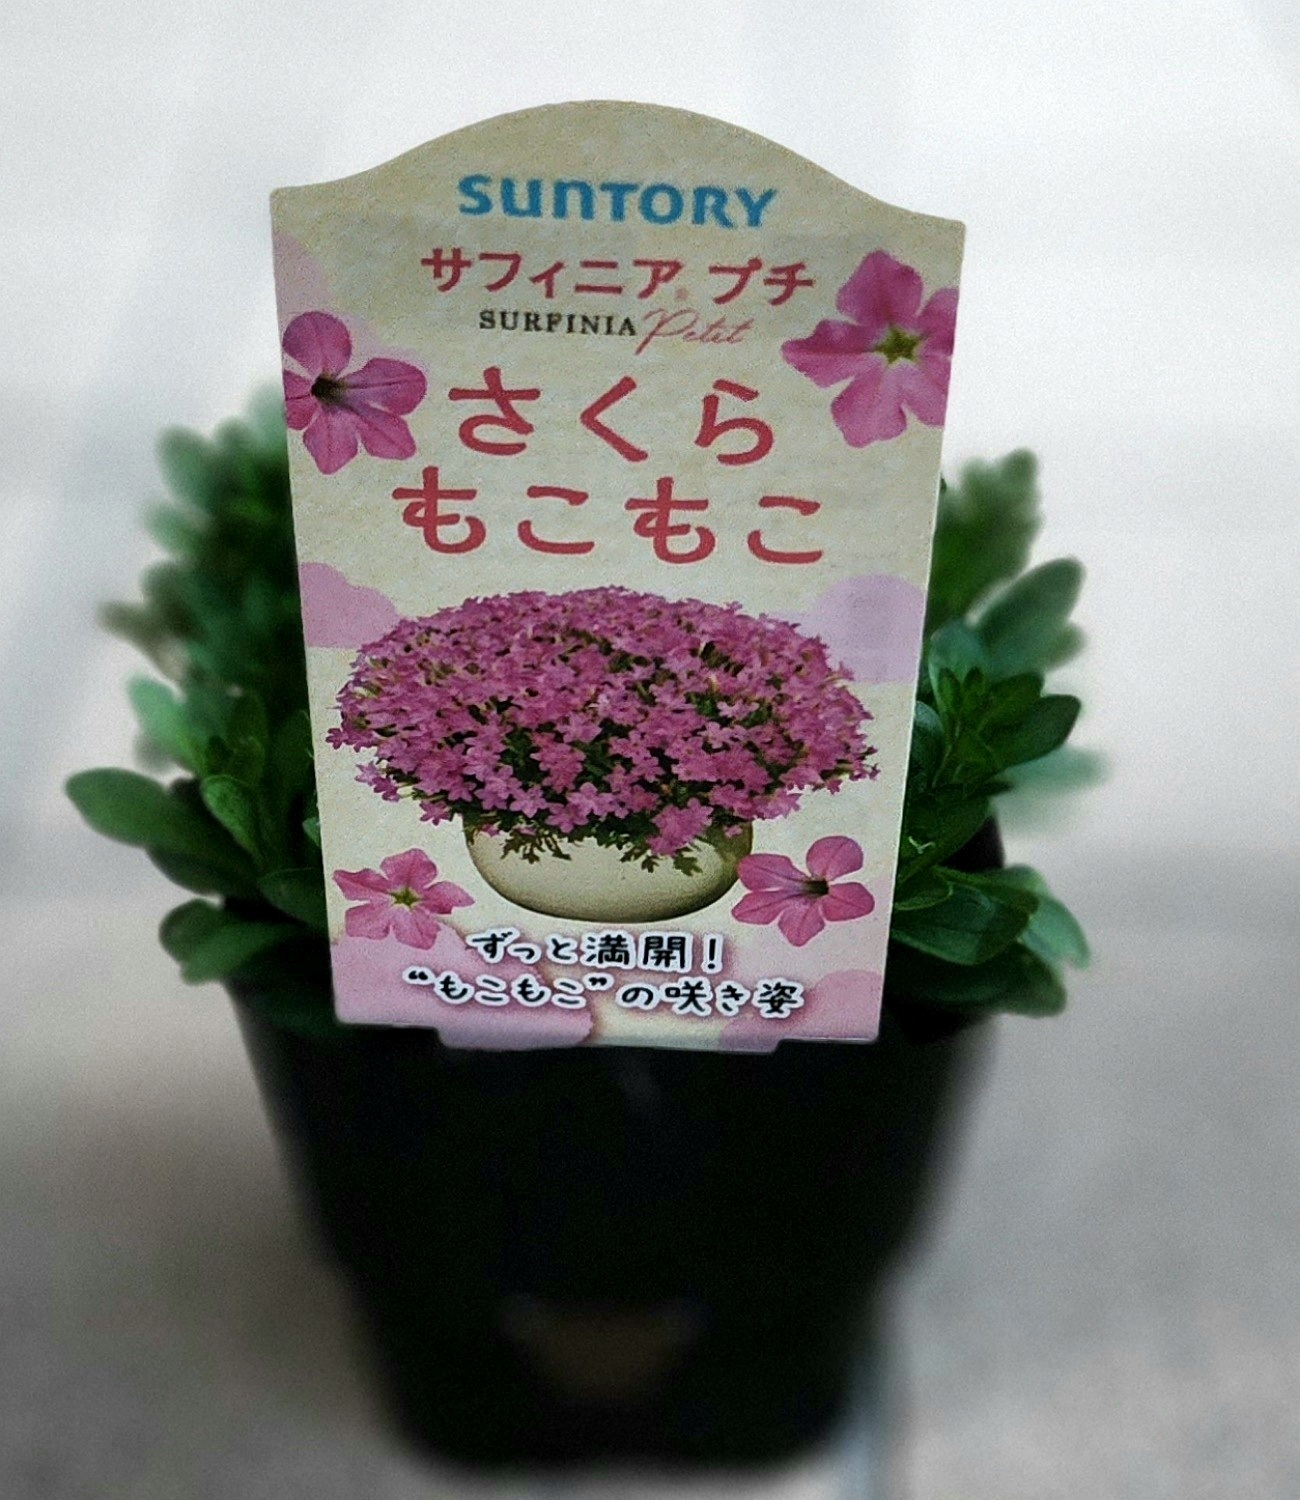 SUNTORY
サフィニア® プチ
SURFINIA Petit
さくら
もこもこ
ずっと満開！
“もこもこ”の咲き姿